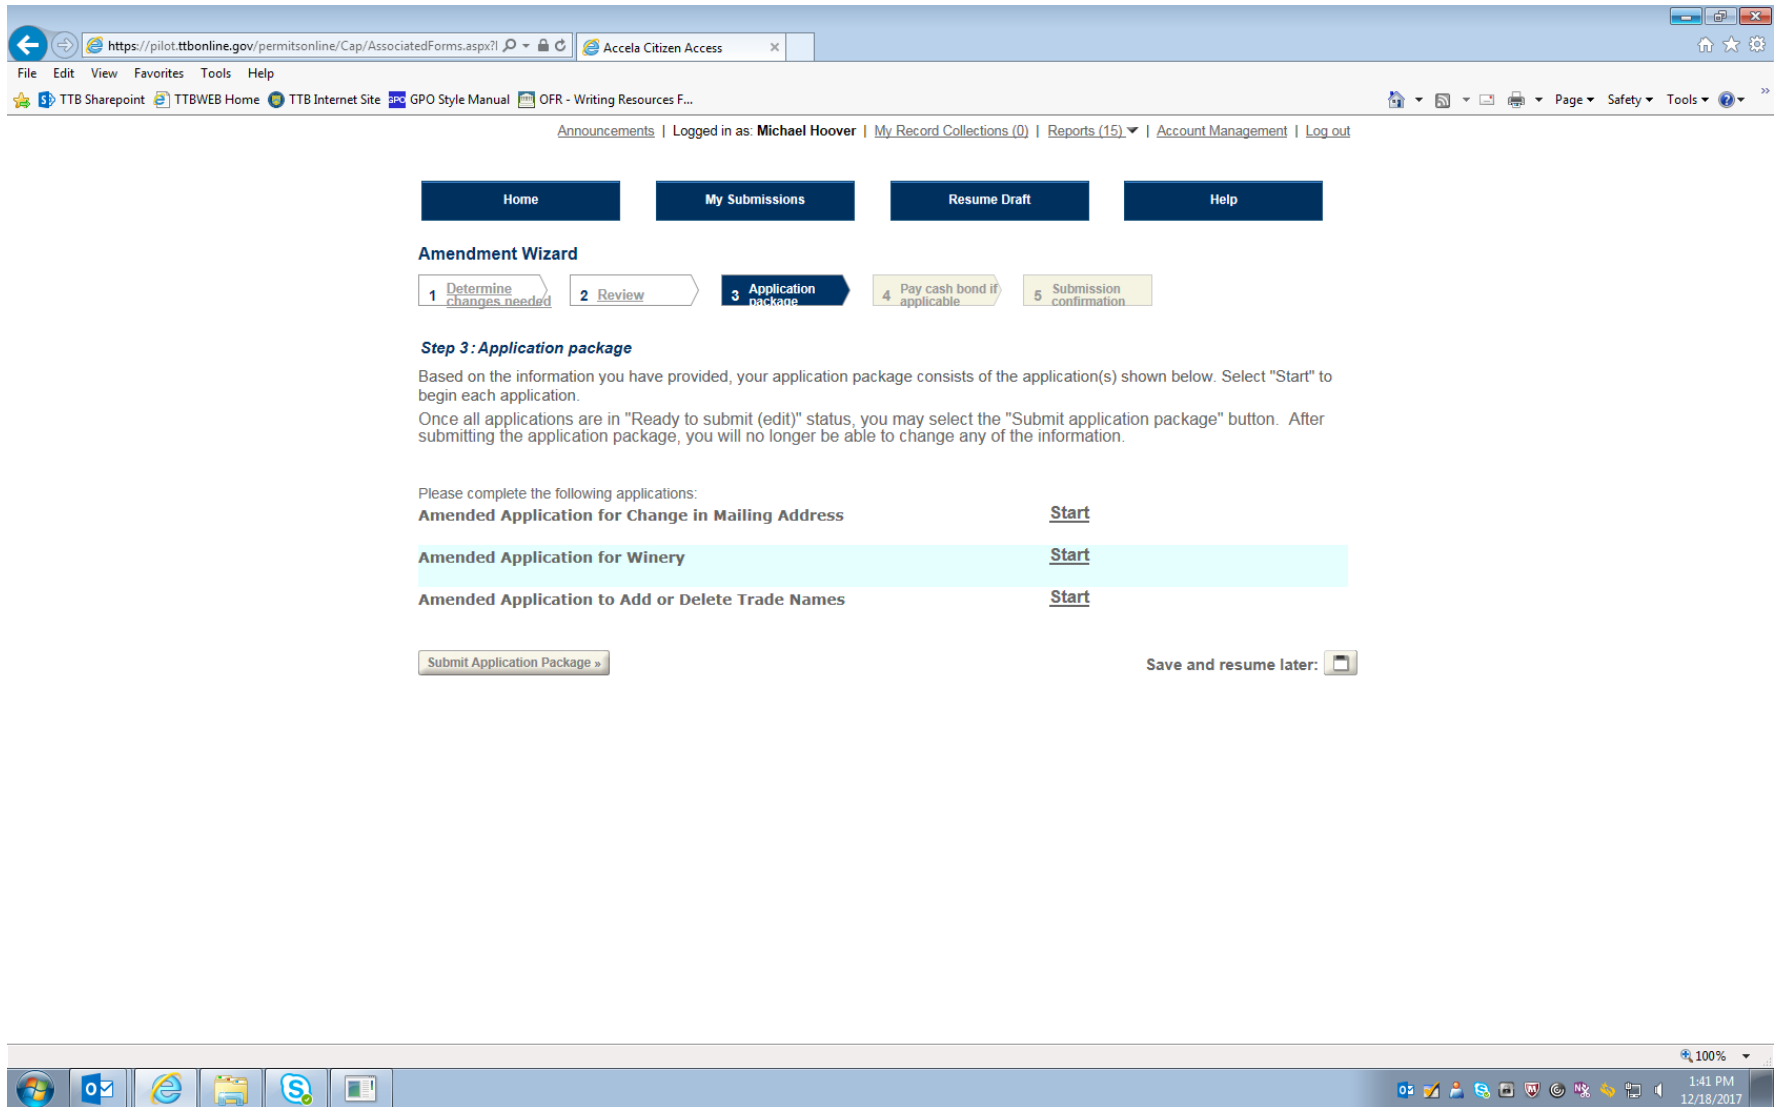 https://pilot.ttbonline.gov/permitsonline/Cap/AssociatedForms.aspx?l
Accela Citizen Access
File Edit View Favorites Tools Help
TTB Sharepoint TTBWEB Home TTB Internet Site GPO GPO Style Manual OFR - Writing Resources F...
Page Safety Tools
Announcements | Logged in as: Michael Hoover | My Record Collections (0) | Reports (15) | Account Management | Log out
Home My Submissions Resume Draft Help
Amendment Wizard
1 Determine changes needed 2 Review 3 Application package 4 Pay cash bond if applicable 5 Submission confirmation
Step 3: Application package
Based on the information you have provided, your application package consists of the application(s) shown below. Select "Start" to
begin each application.
Once all applications are in "Ready to submit (edit)" status, you may select the "Submit application package" button. After
submitting the application package, you will no longer be able to change any of the information.
Please complete the following applications:
Amended Application for Change in Mailing Address Start
Amended Application for Winery Start
Amended Application to Add or Delete Trade Names Start
Submit Application Package » Save and resume later:
100%
1:41 PM
12/18/2017